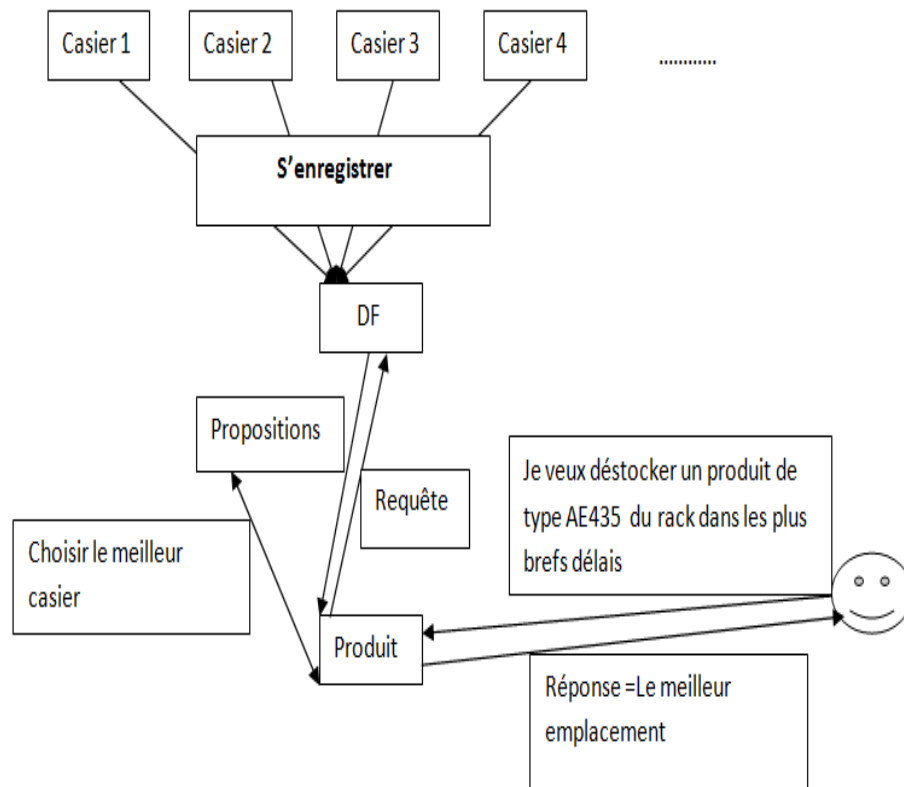 Casier 1
Casier 2
Casier 3
Casier 4
............
S’enregistrer
DF
Propositions
Requête
Je veux déstocker un produit de
type AE435 du rack dans les plus
brefs délais
Choisir le meilleur
casier
Produit
Réponse =Le meilleur
emplacement